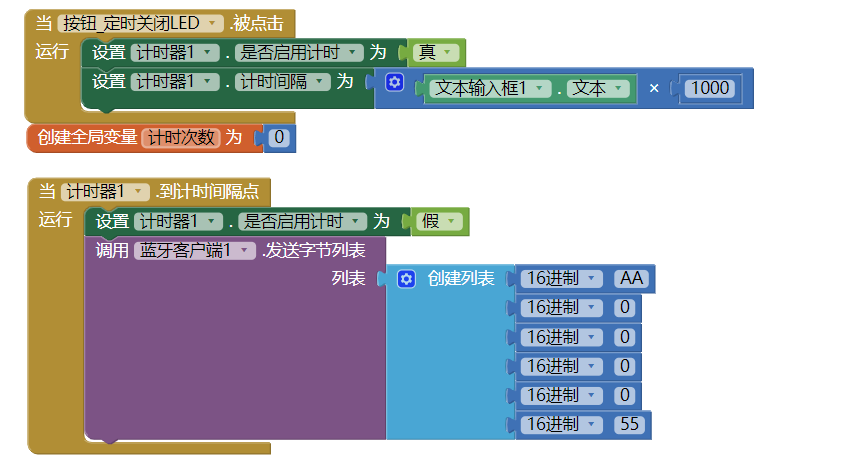 当 按钮_定时关闭LED .被点击
运行 设置 计时器1 . 是否启用计时 为 真
设置 计时器1 . 计时间隔 为 文本输入框1 . 文本 × 1000
创建全局变量 计时次数 为 0
当 计时器1 .到计时间隔点
运行 设置 计时器1 . 是否启用计时 为 假
调用 蓝牙客户端1 .发送字节列表
列表 创建列表 16进制 AA
16进制 0
16进制 0
16进制 0
16进制 0
16进制 55